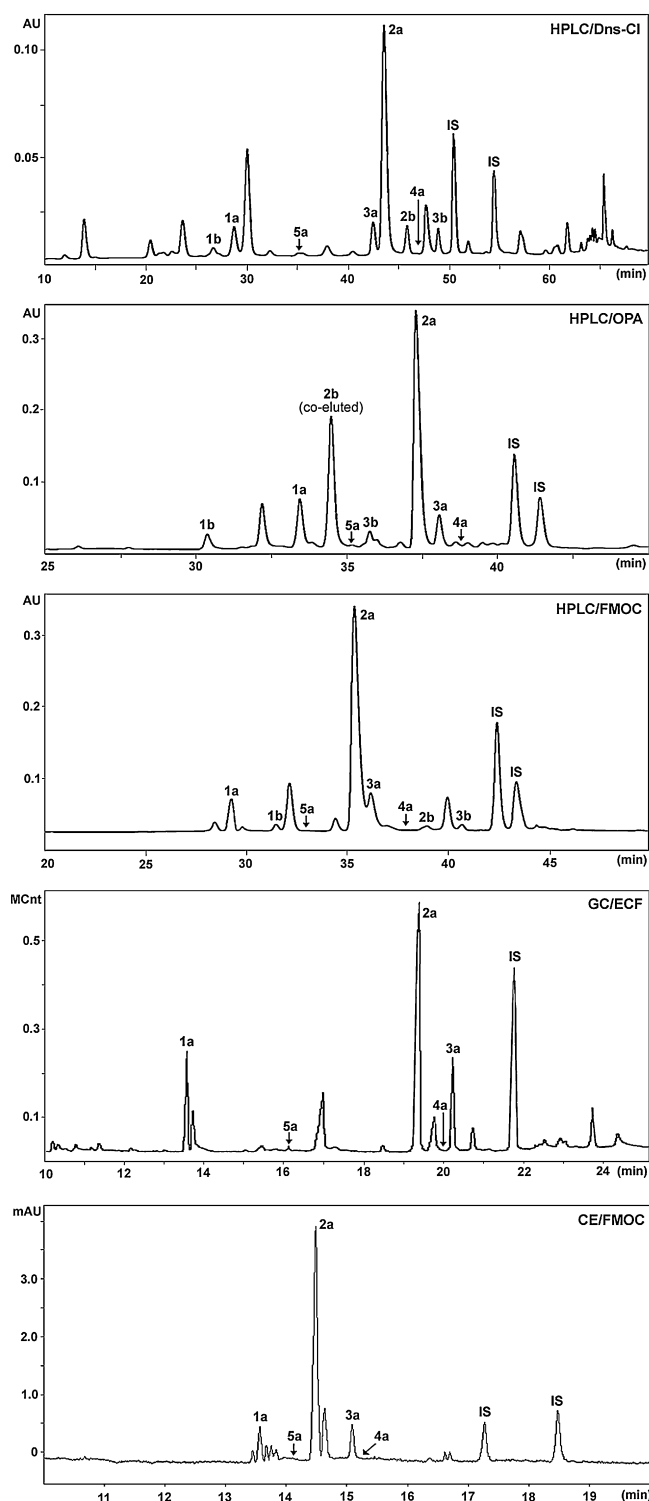 AU
HPLC/Dns-Cl
2a
0.10
IS
IS
0.05
4a
3a 2b 3b
1a
1b 5a
10 20 30 40 50 60 (min)
AU
HPLC/OPA
2a
0.3
2b
(co-eluted)
0.2
IS
1a
IS
0.1
3a
1b 5a 3b 4a
25 30 35 40 (min)
AU
HPLC/FMOC
2a
0.3
0.2
IS
IS
0.1
1a 3a
1b 5a 4a 2b 3b
20 25 30 35 40 45 (min)
MCnt
GC/ECF
2a
0.5
IS
0.3
1a 3a
0.1
5a 4a
10 12 14 16 18 20 22 24 (min)
mAU
CE/FMOC
2a
3.0
2.0
1.0
1a 3a IS IS
0
5a 4a
11 12 13 14 15 16 17 18 19 (min)